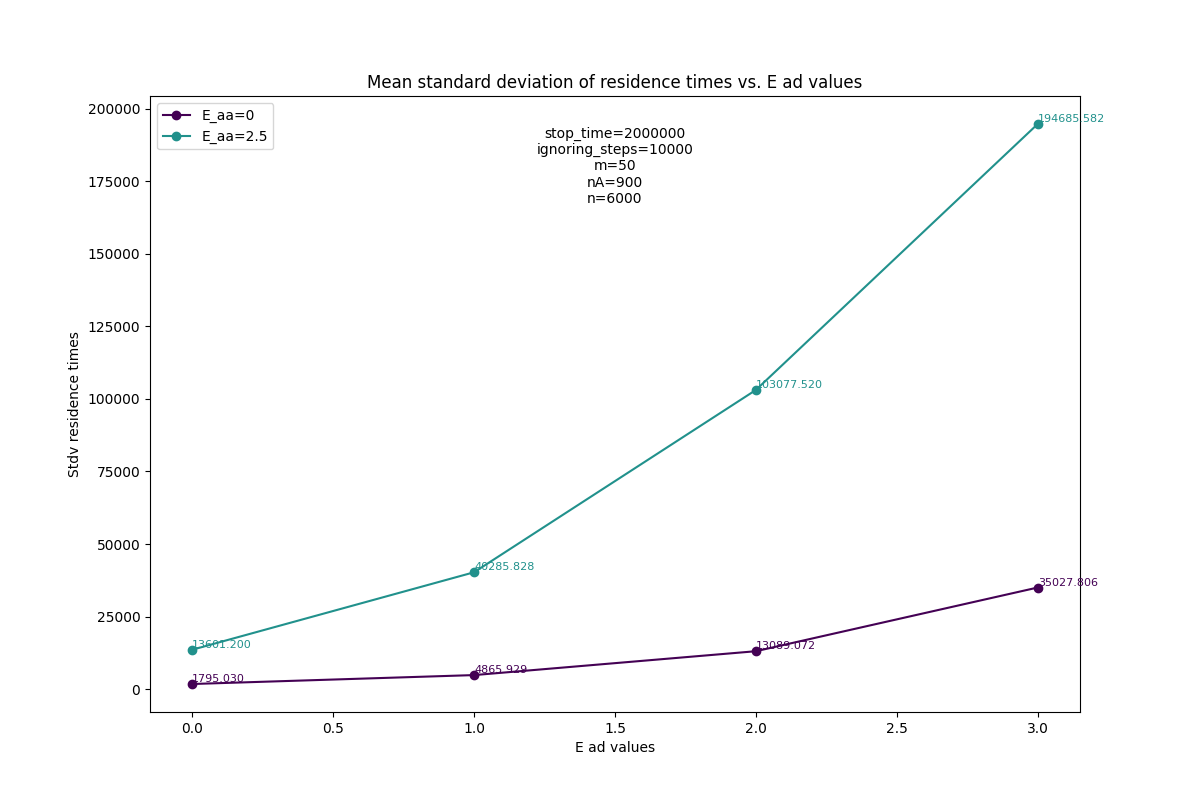 Mean standard deviation of residence times vs. E ad values
E_aa=0
E_aa=2.5
stop_time=2000000
ignoring_steps=10000
m=50
nA=900
n=6000
Stdv residence times
200000
175000
150000
125000
100000
75000
50000
25000
0
194685.582
103077.520
40285.828
13601.200
35027.806
13089.072
4865.929
1795.030
0.0
0.5
1.0
1.5
2.0
2.5
3.0
E ad values